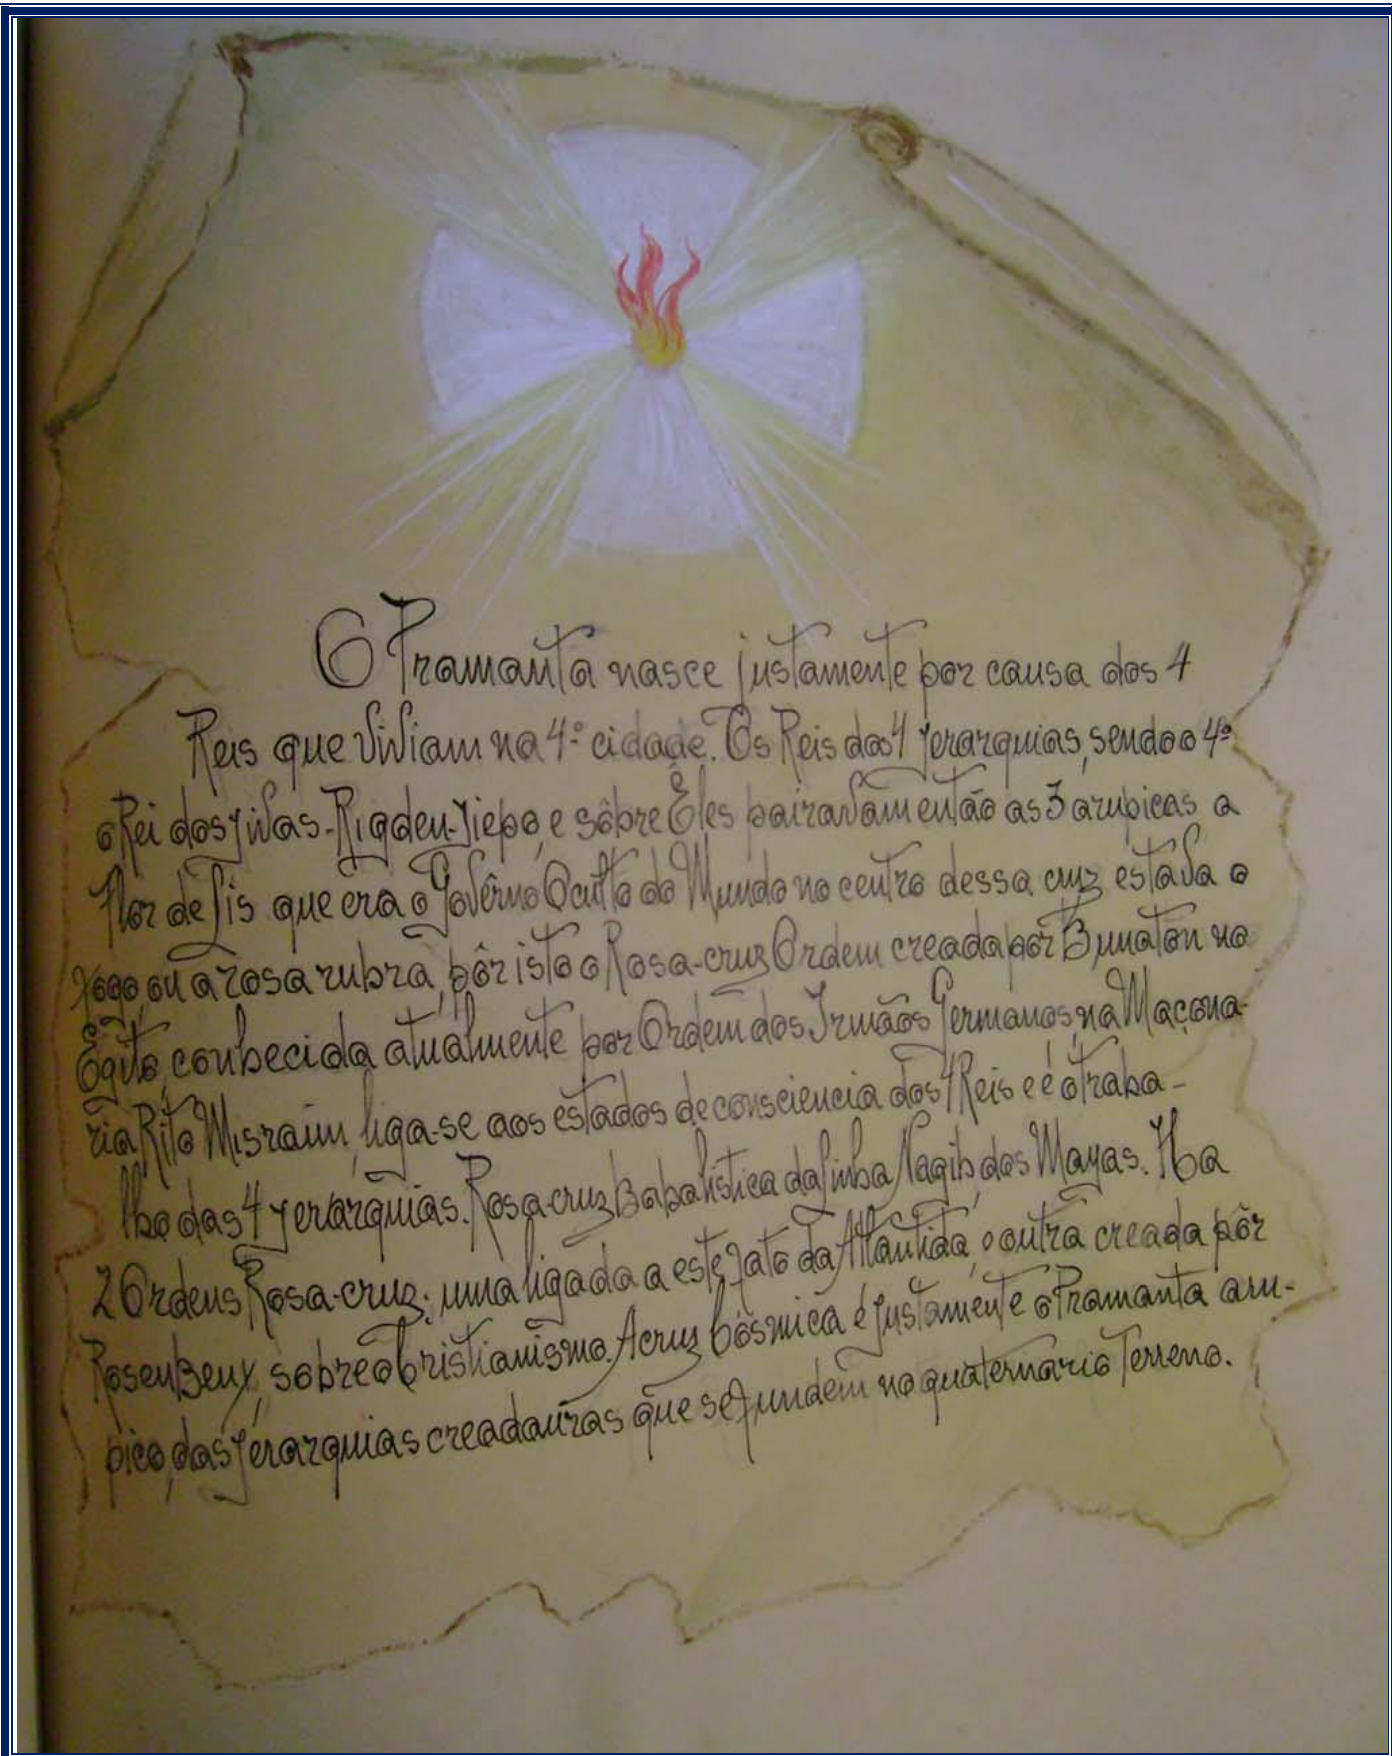 O Pramanta nasce justamente por causa dos 4
Reis que Viviam na 4ª cidade. Os Reis das 4 Jerarquias, sendo o 4º
o Rei dos Jivas - Rigden-Jiepo, e sôbre Eles pairavam então as 3 arupicas a
flor de Lis que era o Govêrno Oculto do Mundo no centro dessa cruz estava o
Fogo ou a rosa rubra, pôr isto o Rosa-cruz Ordem creada pôr Bunaton no
Egito, conhecida atualmente por Ordem dos Irmãos Germanos, na Maçona-
ria Rito Misraim, liga-se aos estados de consciencia dos 4 Reis e é o traba-
lho das 4 Jerarquias. Rosa-cruz Kabalistica da Linha Nagib, dos Mayas. Ha
2 Ordens Rosa-cruz; uma ligada a este fato da Atlantida, o outra creada pôr
sobre o Cristianismo. A cruz Cósmica é justamente o Pramanta aru-
pico, das Jerarquias creadauras que se fundem no quaternario Terreno.